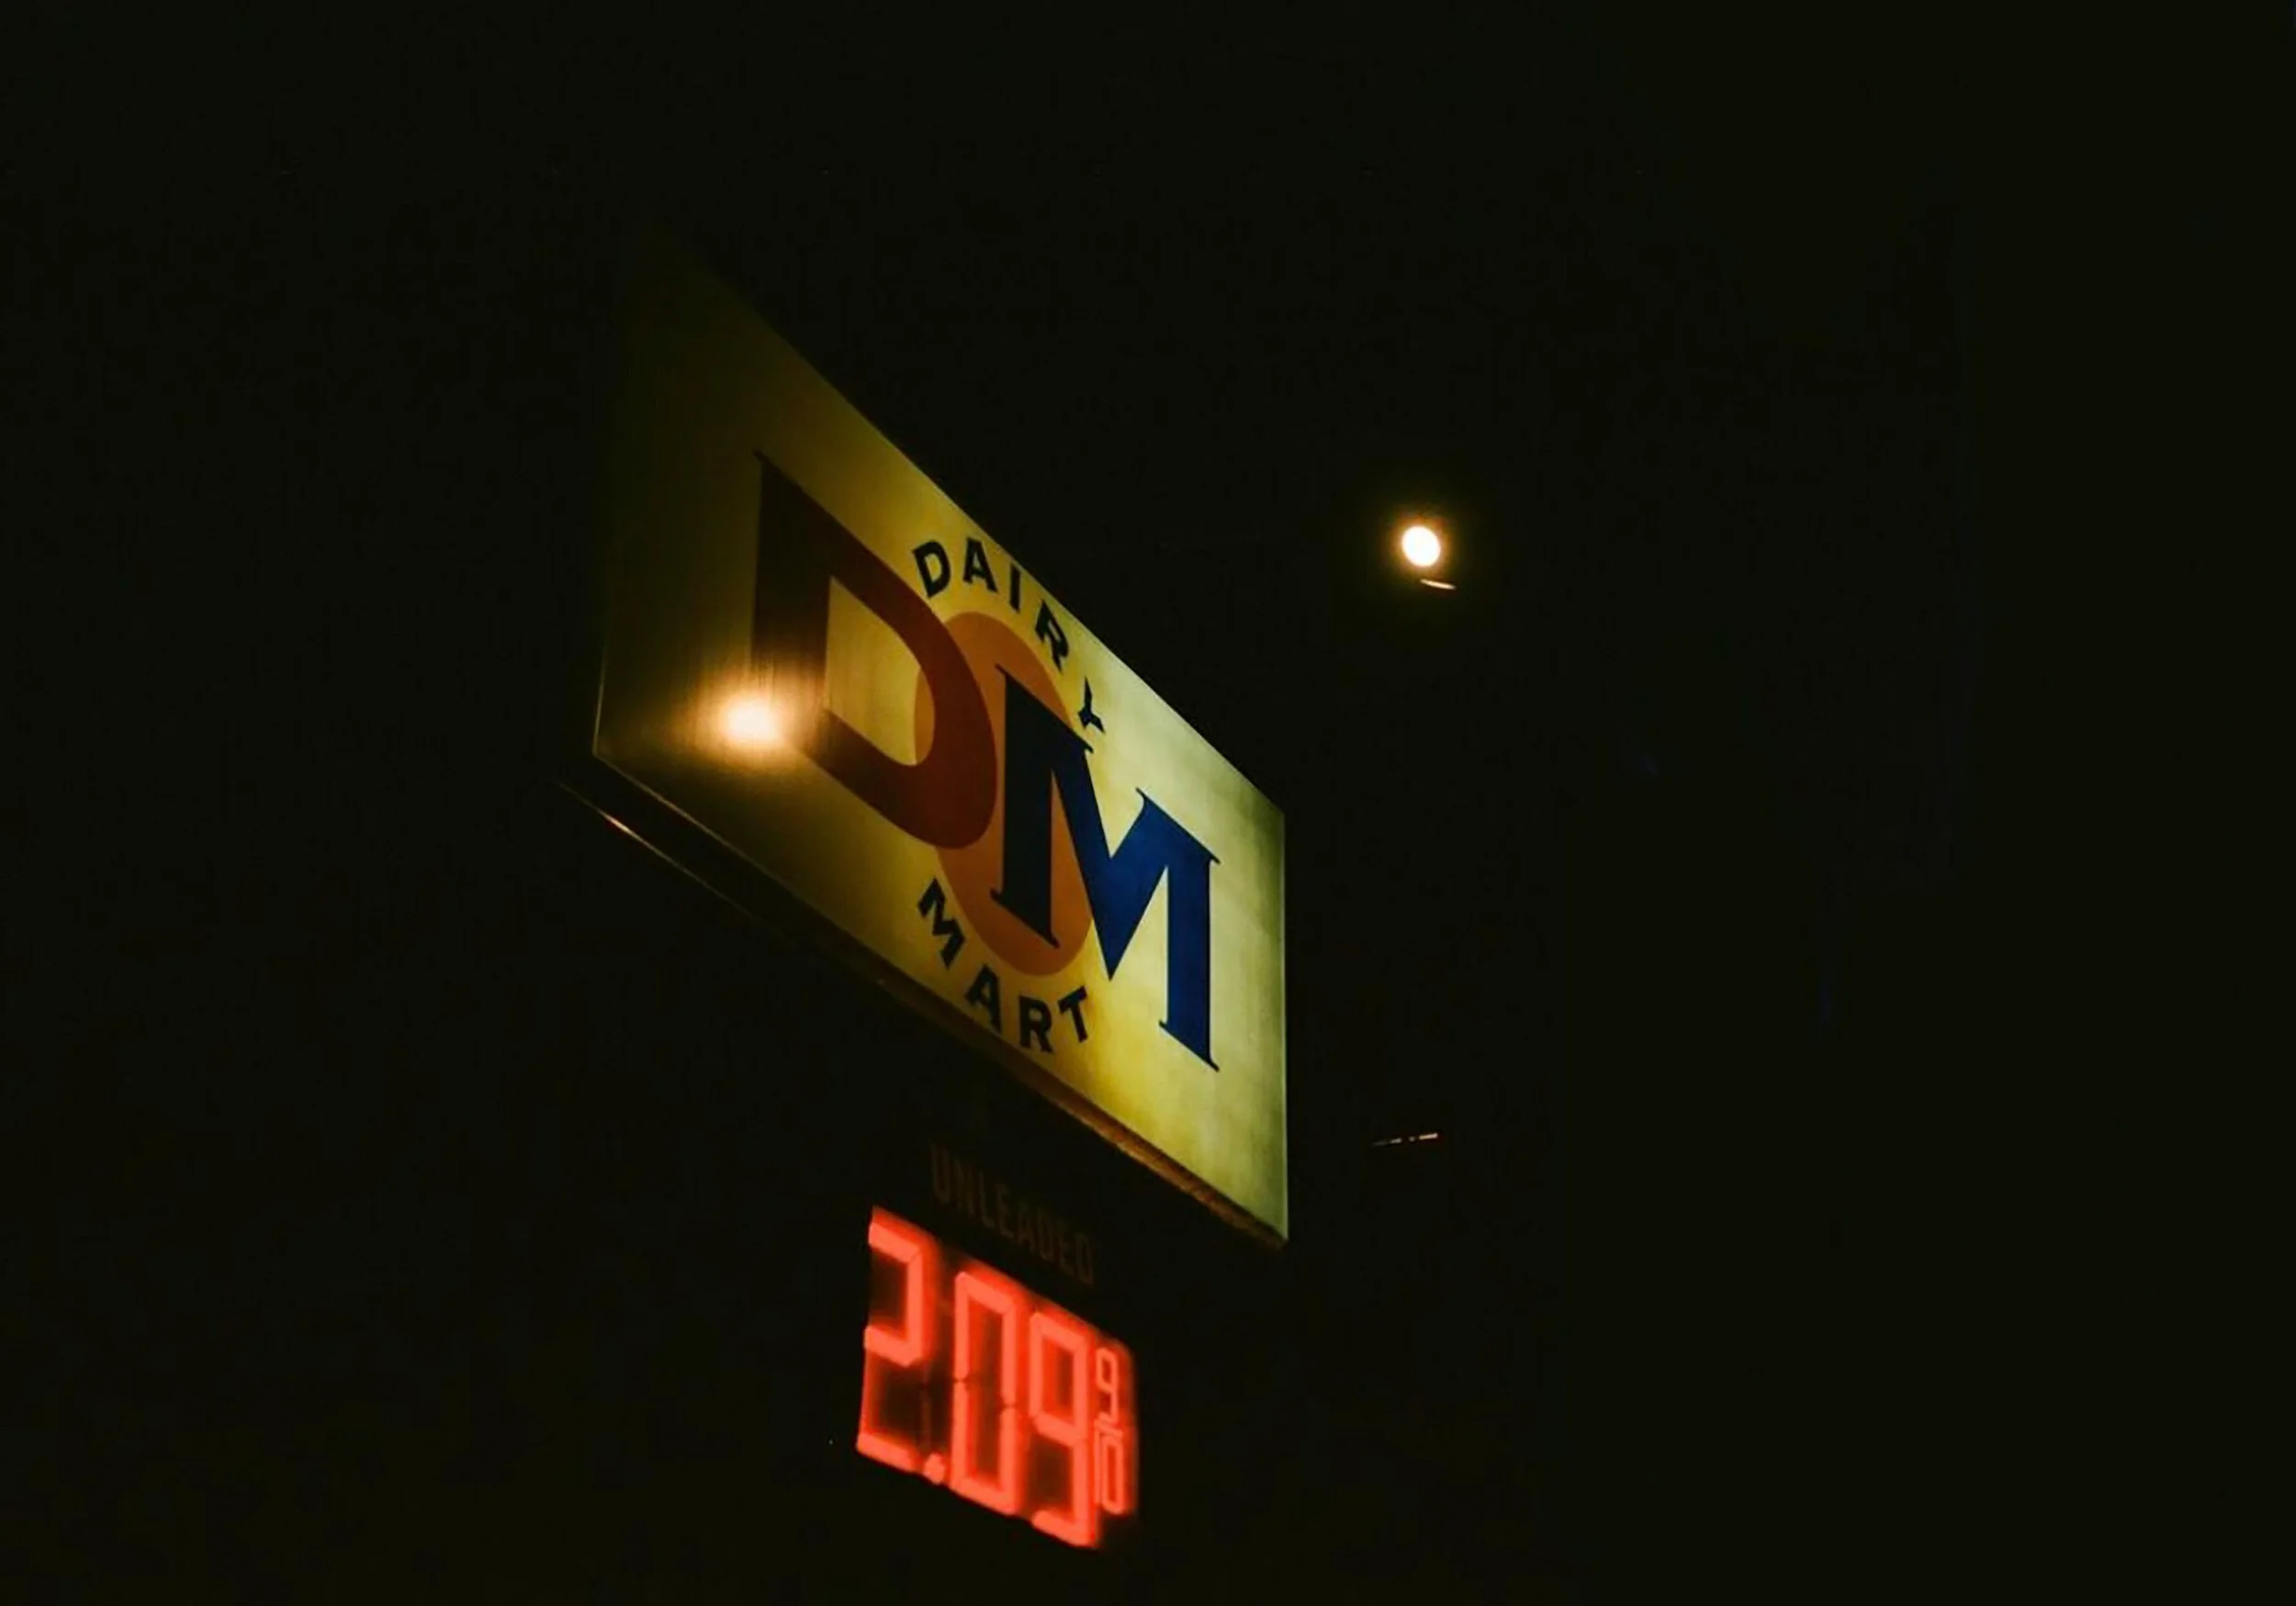 DAIRY
DM
MART
UNLEADED
2.09 9/10